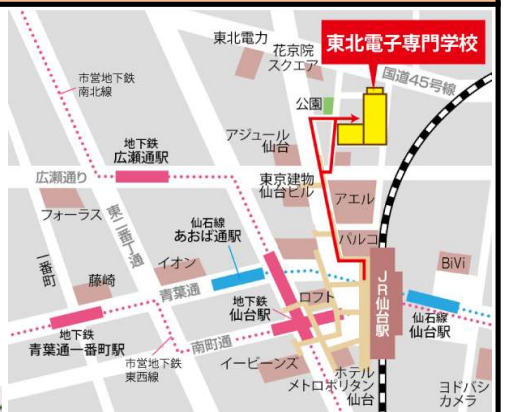 東北電力
花京院
スクエア
東北電子専門学校
国道45号線
市営地下鉄
南北線
公園
アジュール
仙台
地下鉄
広瀬通駅
広瀬通り
東京建物
仙台ビル
アエル
フォーラス
東二番丁通
仙石線
あおば通駅
パルコ
一番町
藤崎
イオン
JR仙台駅
BiVi
青葉通
地下鉄
仙台駅
ロフト
仙石線
仙台駅
地下鉄
青葉通一番町駅
南町通
市営地下鉄
東西線
イービーンズ
ホテル
メトロポリタン
仙台
ヨドバシ
カメラ